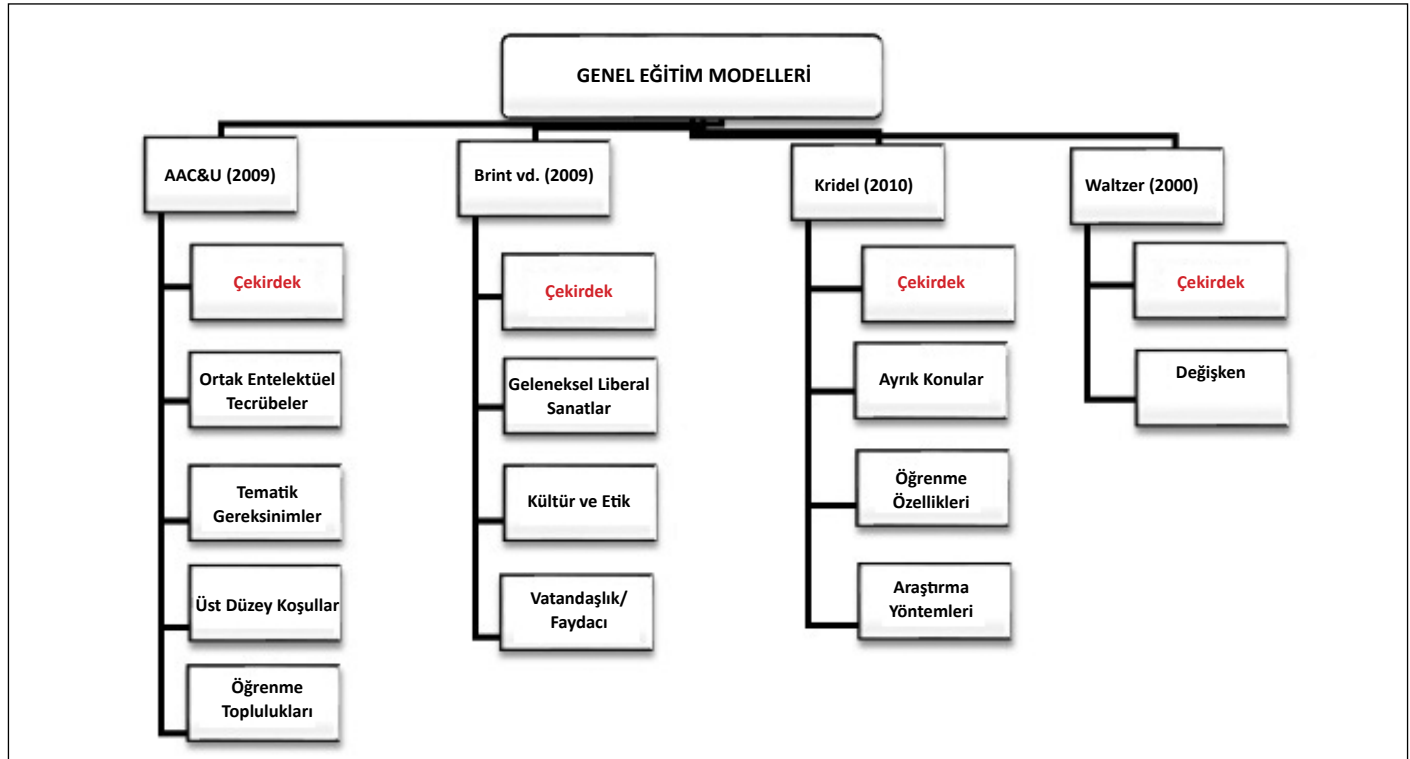 GENEL EĞİTİM MODELLERİ
AAC&U (2009)
Çekirdek
Ortak Entelektüel
Tecrübeler
Tematik
Gereksinimler
Üst Düzey Koşullar
Öğrenme
Toplulukları
Brint vd. (2009)
Çekirdek
Geleneksel Liberal
Sanatlar
Kültür ve Etik
Vatandaşlık/
Faydacı
Kridel (2010)
Çekirdek
Ayrık Konular
Öğrenme
Özellikleri
Araştırma
Yöntemleri
Waltzer (2000)
Çekirdek
Değişken